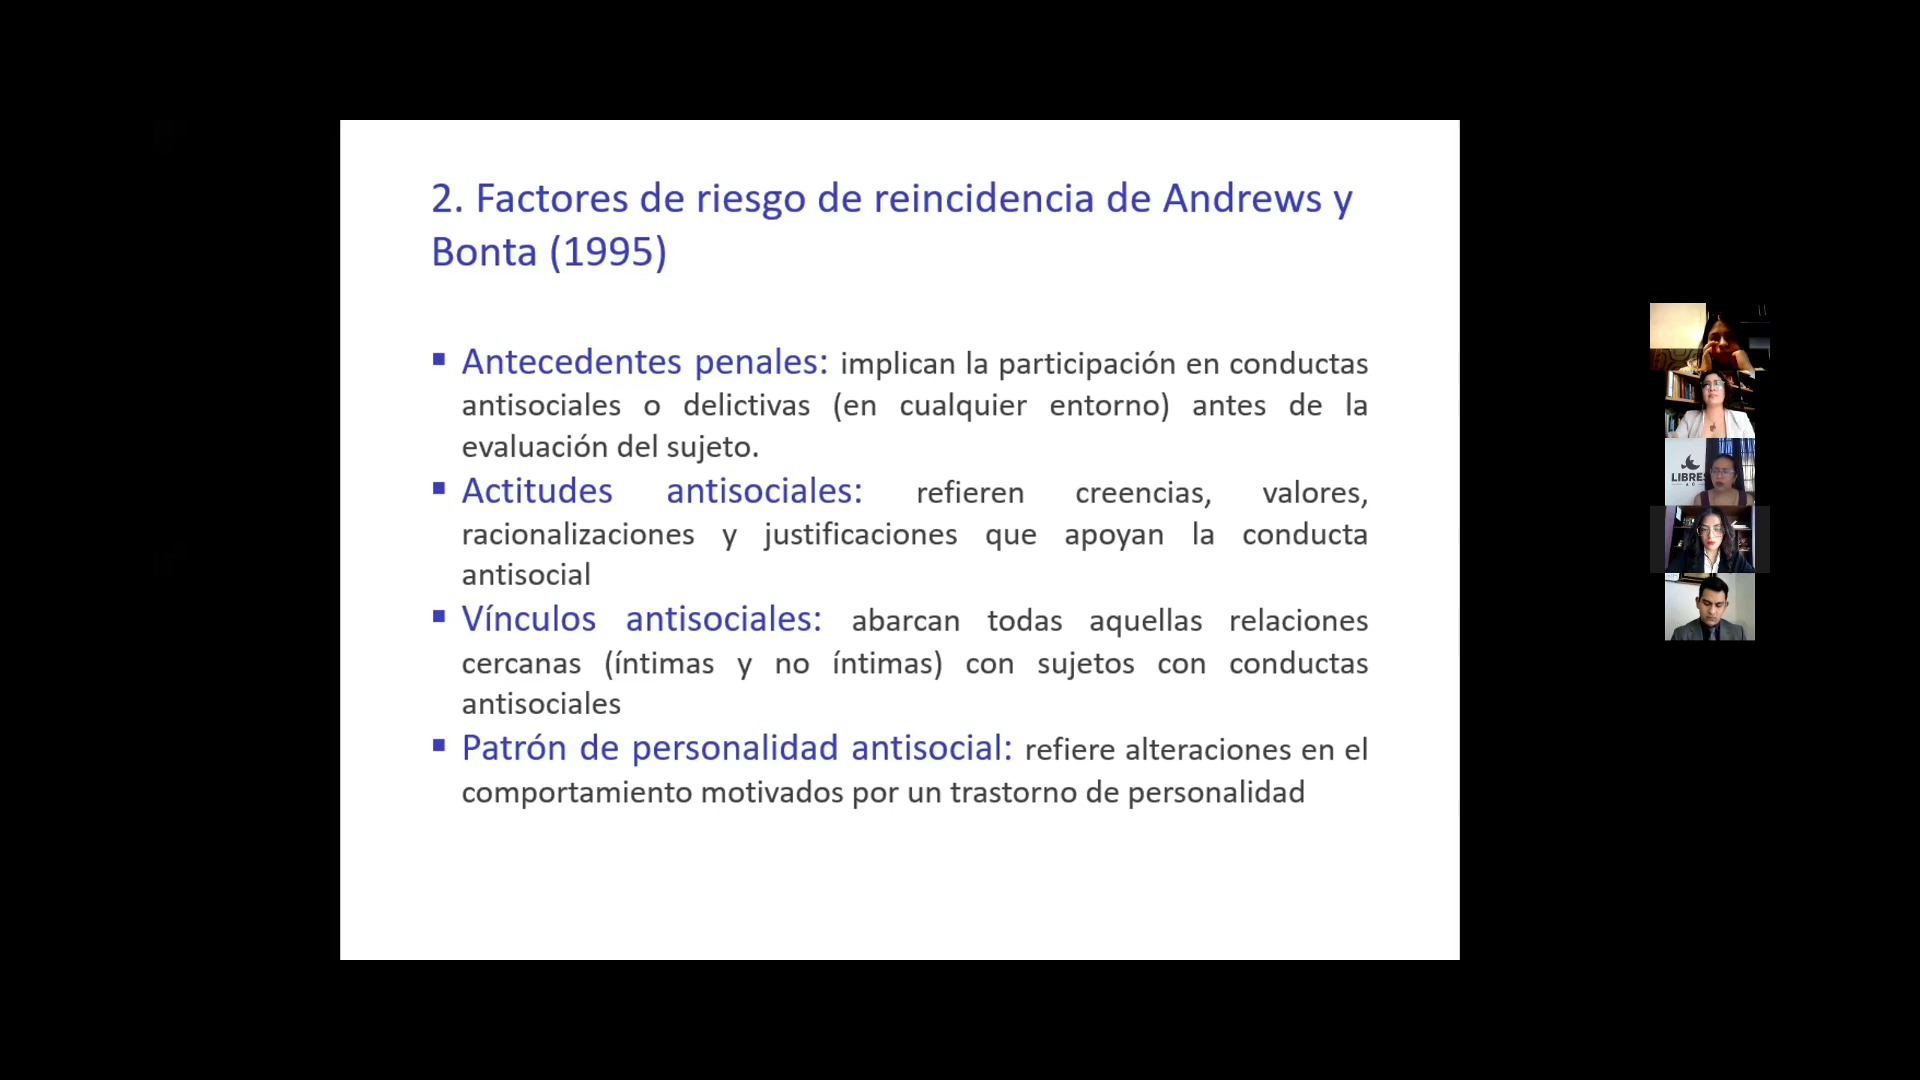 2. Factores de riesgo de reincidencia de Andrews y
Bonta (1995)
▪ Antecedentes penales: implican la participación en conductas
antisociales o delictivas (en cualquier entorno) antes de la
evaluación del sujeto.
▪ Actitudes antisociales: refieren creencias, valores,
racionalizaciones y justificaciones que apoyan la conducta
antisocial
▪ Vínculos antisociales: abarcan todas aquellas relaciones
cercanas (íntimas y no íntimas) con sujetos con conductas
antisociales
▪ Patrón de personalidad antisocial: refiere alteraciones en el
comportamiento motivados por un trastorno de personalidad
LIBRES